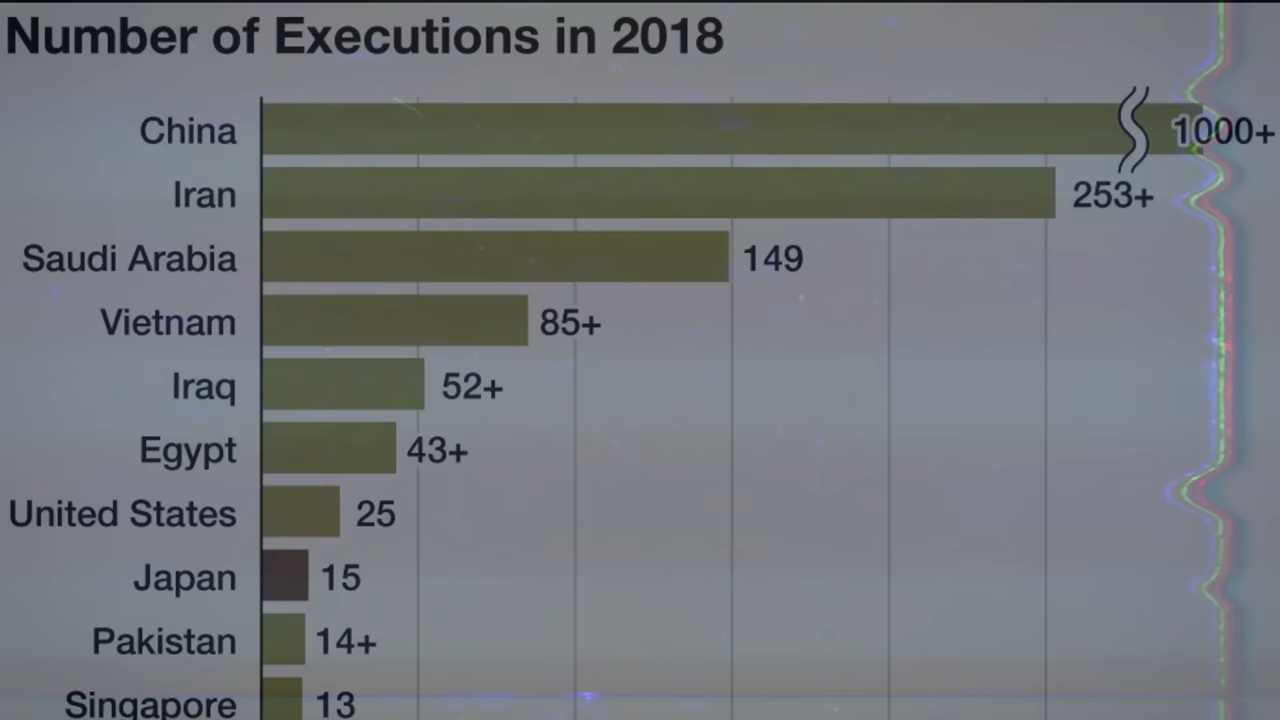 Number of Executions in 2018
China 1000+
Iran 253+
Saudi Arabia 149
Vietnam 85+
Iraq 52+
Egypt 43+
United States 25
Japan 15
Pakistan 14+
Singapore 13